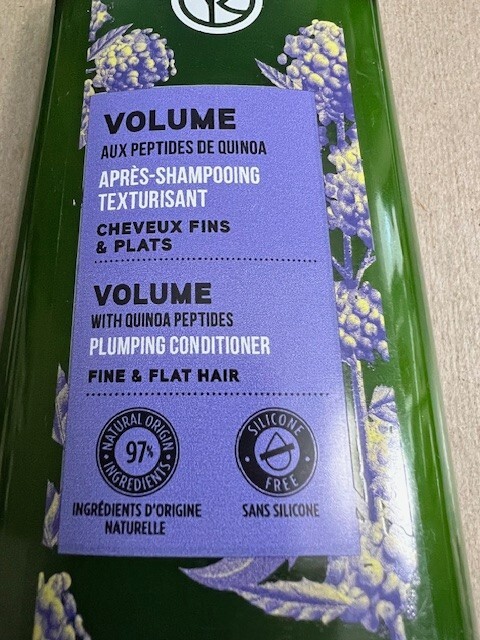 VOLUME
AUX PEPTIDES DE QUINOA
APRÈS-SHAMPOOING
TEXTURISANT
CHEVEUX FINS
& PLATS
VOLUME
WITH QUINOA PEPTIDES
PLUMPING CONDITIONER
FINE & FLAT HAIR
NATURAL ORIGIN
97%
INGREDIENTS
SILICONE
FREE
INGRÉDIENTS D'ORIGINE
NATURELLE
SANS SILICONE